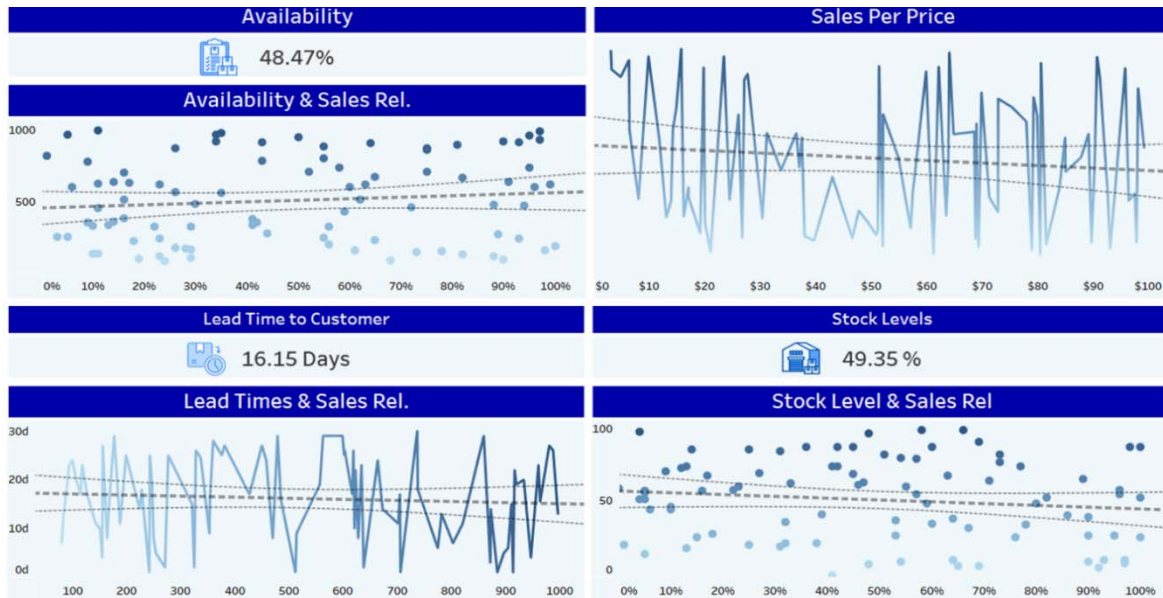 Availability
48.47%
Availability & Sales Rel.
1000
500
0% 10% 20% 30% 40% 50% 60% 70% 80% 90% 100%
Sales Per Price
$0 $10 $20 $30 $40 $50 $60 $70 $80 $90 $100
Lead Time to Customer
16.15 Days
Lead Times & Sales Rel.
30d
20d
10d
0d
100 200 300 400 500 600 700 800 900 1000
Stock Levels
49.35 %
Stock Level & Sales Rel
100
50
0
0% 10% 20% 30% 40% 50% 60% 70% 80% 90% 100%